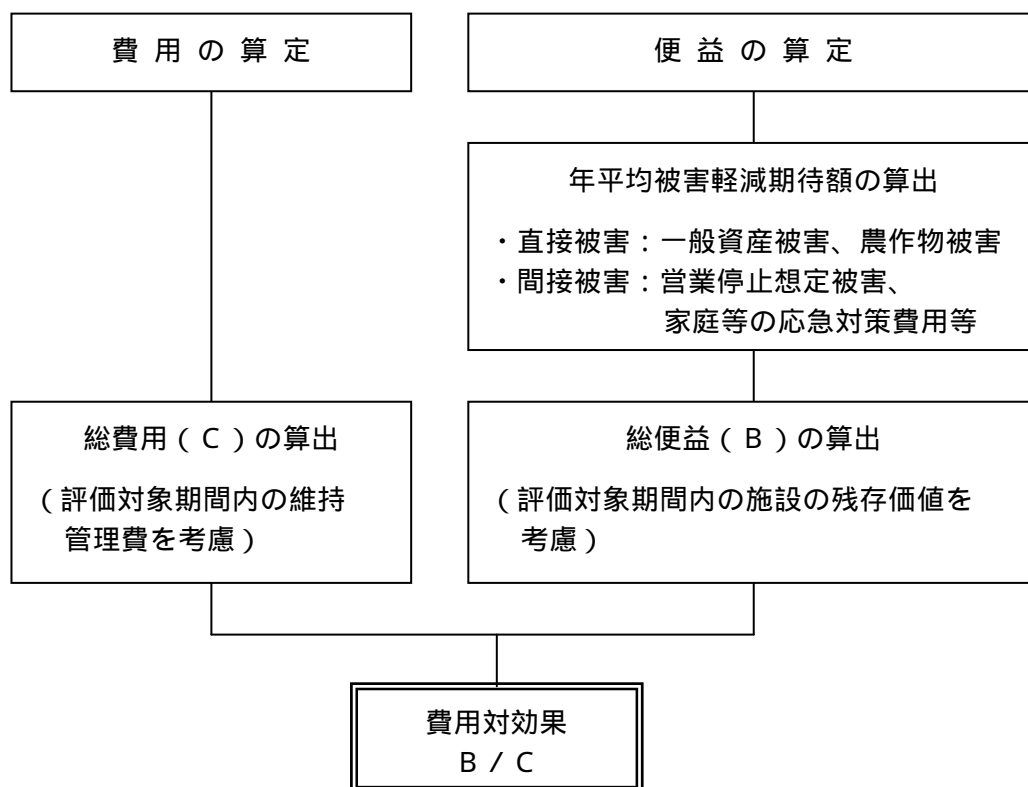 費用の算定
便益の算定
年平均被害軽減期待額の算出
・直接被害：一般資産被害、農作物被害
・間接被害：営業停止想定被害、
家庭等の応急対策費用等
総費用（C）の算出
（評価対象期間内の維持
管理費を考慮）
総便益（B）の算出
（評価対象期間内の施設の残存価値を
考慮）
費用対効果
B／C